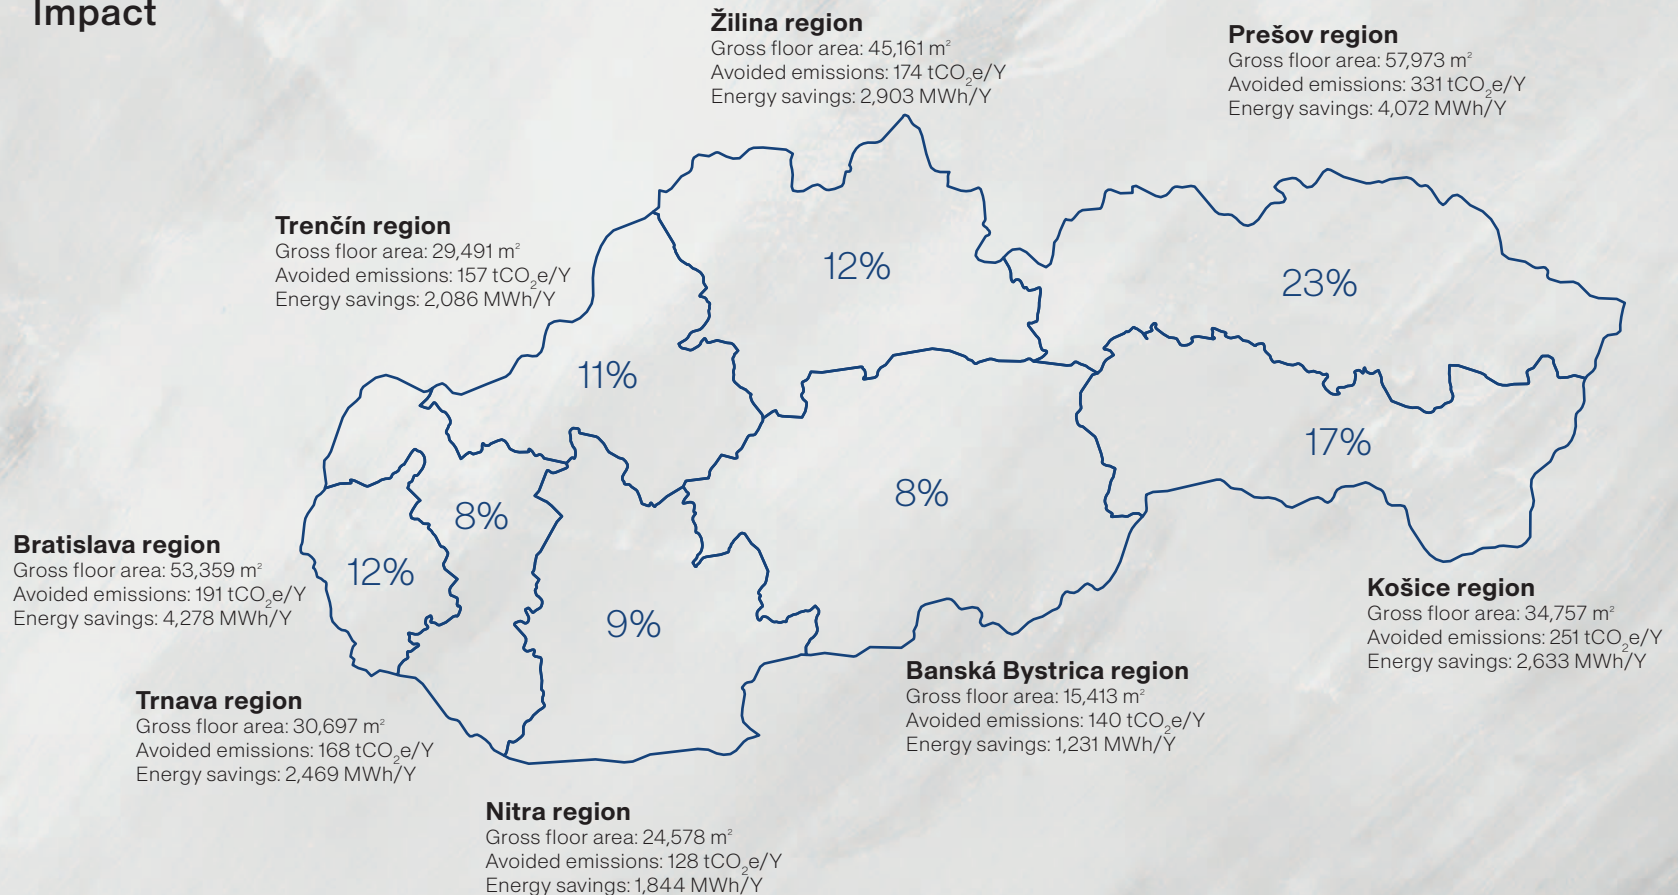 Impact
Žilina region
Gross floor area: 45,161 m²
Avoided emissions: 174 tCO₂e/Y
Energy savings: 2,903 MWh/Y
Prešov region
Gross floor area: 57,973 m²
Avoided emissions: 331 tCO₂e/Y
Energy savings: 4,072 MWh/Y
Trenčín region
Gross floor area: 29,491 m²
Avoided emissions: 157 tCO₂e/Y
Energy savings: 2,086 MWh/Y
12%
23%
11%
17%
8%
8%
12%
9%
Bratislava region
Gross floor area: 53,359 m²
Avoided emissions: 191 tCO₂e/Y
Energy savings: 4,278 MWh/Y
Košice region
Gross floor area: 34,757 m²
Avoided emissions: 251 tCO₂e/Y
Energy savings: 2,633 MWh/Y
Banská Bystrica region
Gross floor area: 15,413 m²
Avoided emissions: 140 tCO₂e/Y
Energy savings: 1,231 MWh/Y
Trnava region
Gross floor area: 30,697 m²
Avoided emissions: 168 tCO₂e/Y
Energy savings: 2,469 MWh/Y
Nitra region
Gross floor area: 24,578 m²
Avoided emissions: 128 tCO₂e/Y
Energy savings: 1,844 MWh/Y